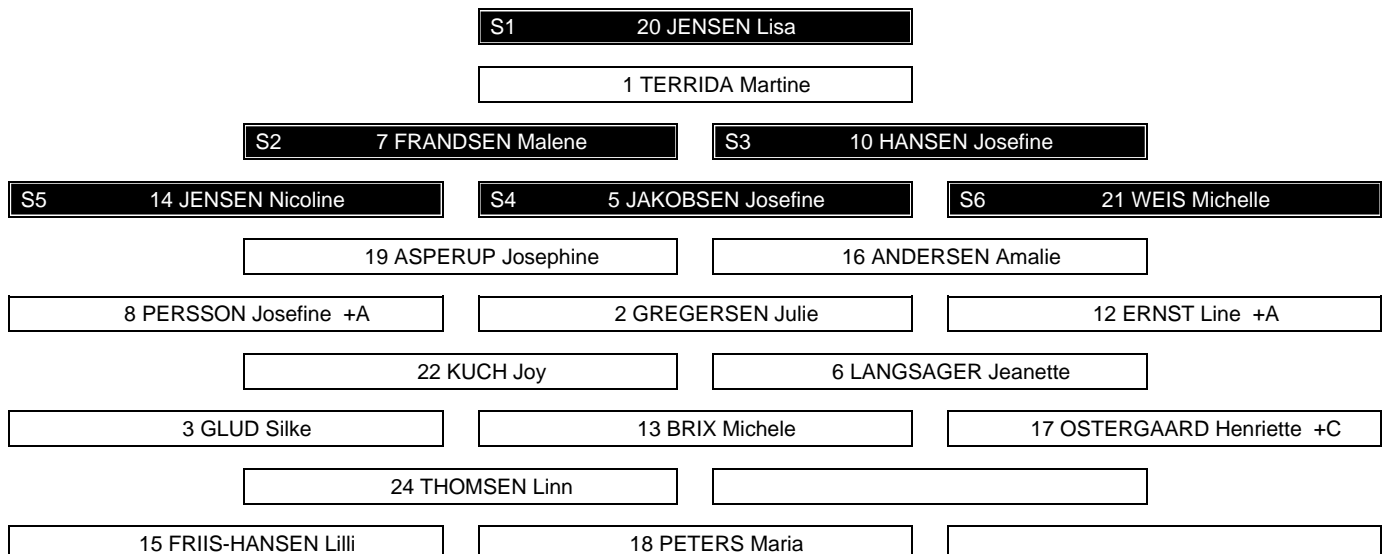 S1 20 JENSEN Lisa
1 TERRIDA Martine
S2 7 FRANDSEN Malene S3 10 HANSEN Josefine
S5 14 JENSEN Nicoline S4 5 JAKOBSEN Josefine S6 21 WEIS Michelle
19 ASPERUP Josephine 16 ANDERSEN Amalie
8 PERSSON Josefine +A 2 GREGERSEN Julie 12 ERNST Line +A
22 KUCH Joy 6 LANGSAGER Jeanette
3 GLUD Silke 13 BRIX Michele 17 OSTERGAARD Henriette +C
24 THOMSEN Linn
15 FRIIS-HANSEN Lilli 18 PETERS Maria